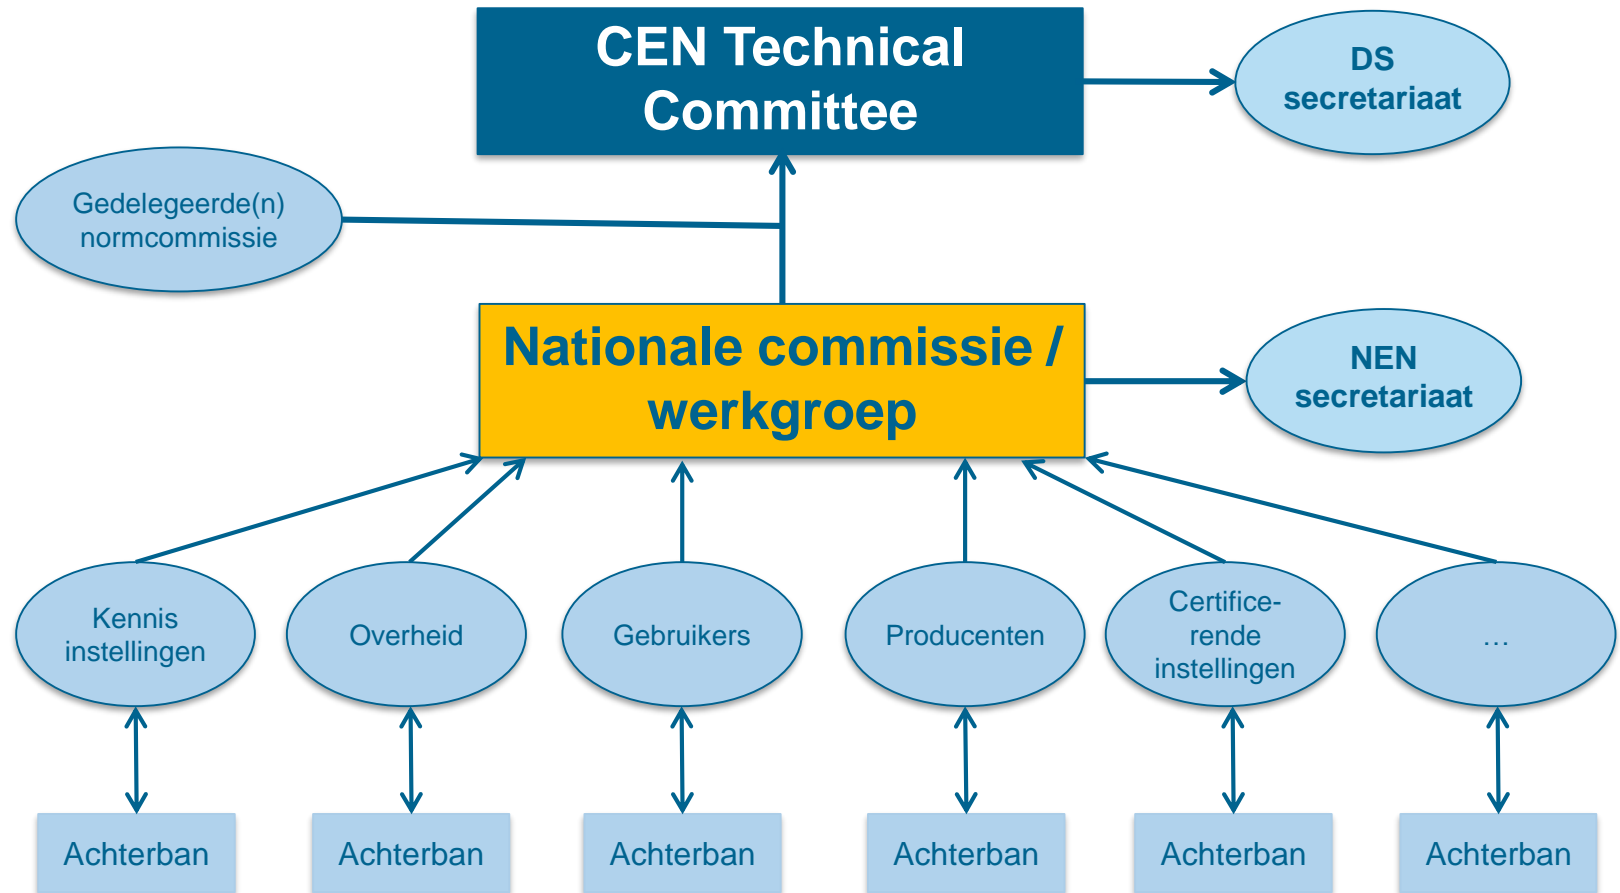 CEN Technical
Committee
DS
secretariaat
Gedelegeerde(n)
normcommissie
Nationale commissie /
werkgroep
NEN
secretariaat
Kennis
instellingen
Overheid
Gebruikers
Producenten
Certifice-
rende
instellingen
...
Achterban
Achterban
Achterban
Achterban
Achterban
Achterban